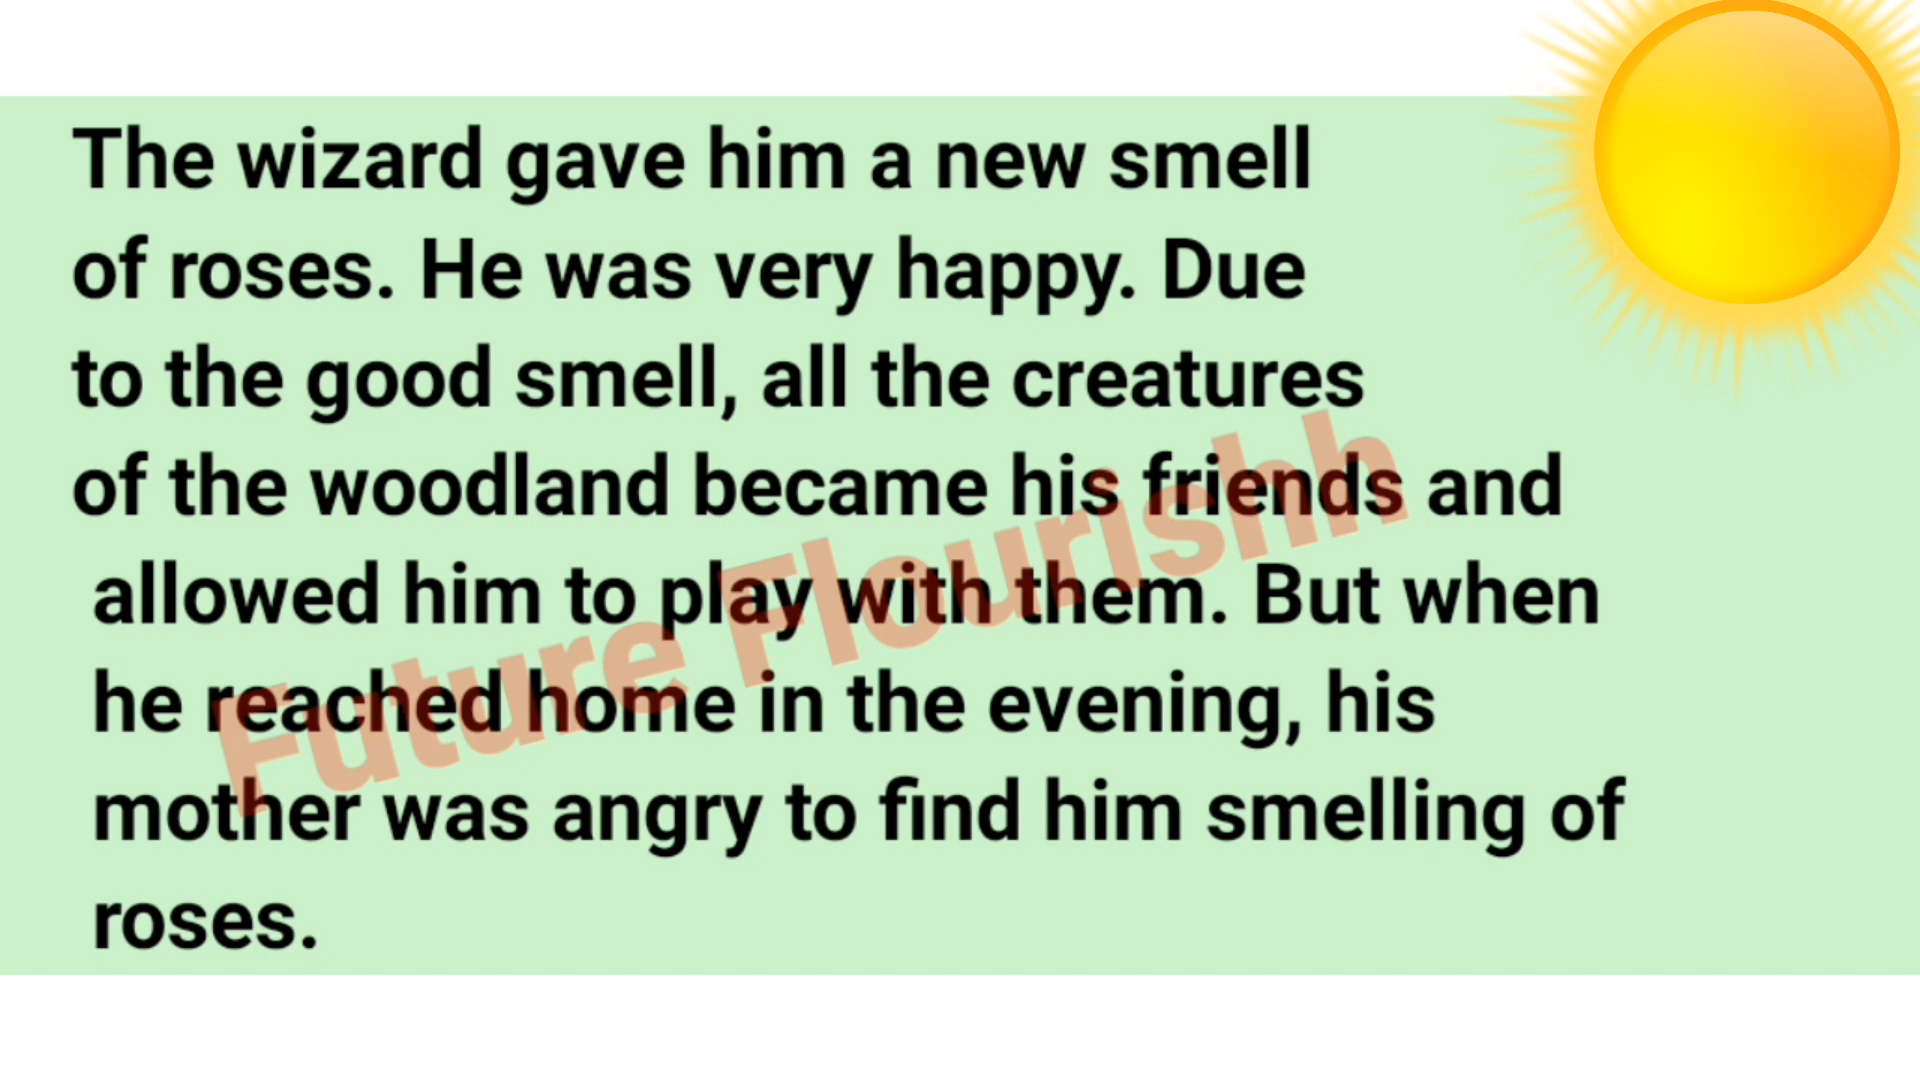 The wizard gave him a new smell
of roses. He was very happy. Due
to the good smell, all the creatures
of the woodland became his friends and
allowed him to play with them. But when
he reached home in the evening, his
mother was angry to find him smelling of
roses.
Future Flourishh